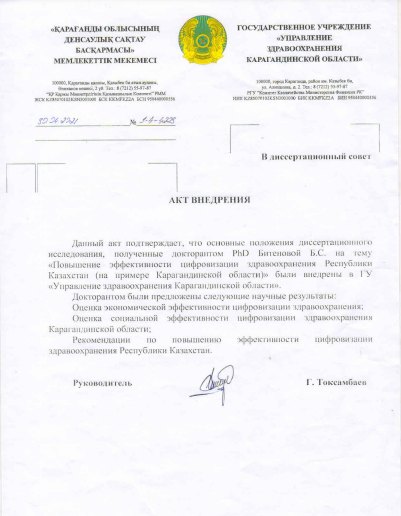 «ҚАРАҒАНДЫ ОБЛЫСЫНЫҢ
ДЕНСАУЛЫҚ САҚТАУ
БАСҚАРМАСЫ»
МЕМЛЕКЕТТІК МЕКЕМЕСІ
ГОСУДАРСТВЕННОЕ УЧРЕЖДЕНИЕ
«УПРАВЛЕНИЕ
ЗДРАВООХРАНЕНИЯ
КАРАГАНДИНСКОЙ ОБЛАСТИ»
№
В диссертационный совет
АКТ ВНЕДРЕНИЯ
Данный акт подтверждает, что основные положения диссертационного
исследования, полученные докторантом PhD Битеновой Б.С. на тему
«Повышение эффективности цифровизации здравоохранения Республики
Казахстан (на примере Карагандинской области)» были внедрены в ГУ
«Управление здравоохранения Карагандинской области».
Докторантом были предложены следующие научные результаты:
Оценка экономической эффективности цифровизации здравоохранения;
Оценка социальной эффективности цифровизации здравоохранения
Карагандинской области;
Рекомендации по повышению эффективности цифровизации
здравоохранения Республики Казахстан.
Руководитель
Г. Токсамбаев